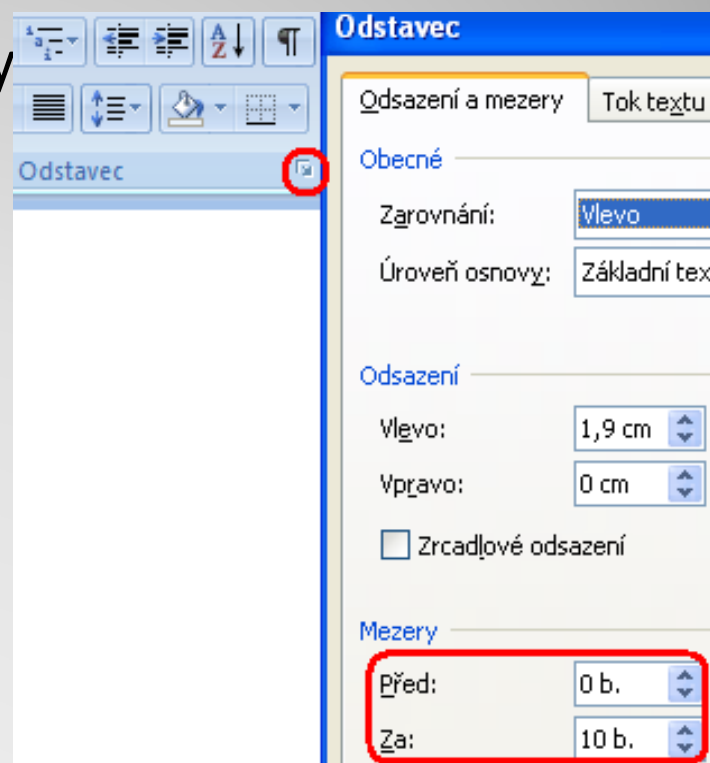 Odstavec
Odstavec
Odsazení a mezery
Tok textu
Obecné
Zarovnání:
Vlevo
Úroveň osnovy:
Základní tex
Odsazení
Vlevo:
1,9 cm
Vpravo:
0 cm
Zrcadlové odsazení
Mezery
Před:
0 b.
Za:
10 b.